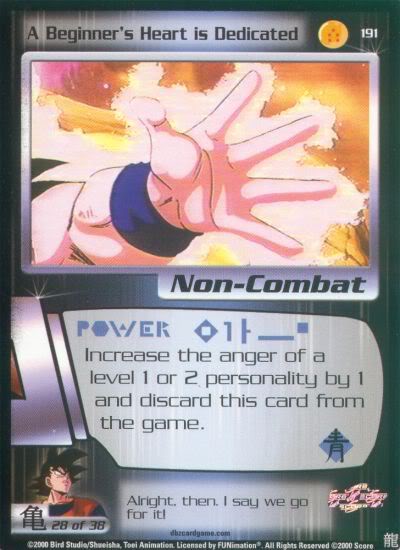 A Beginner's Heart is Dedicated
191
Non-Combat
POWER
Increase the anger of a
level 1 or 2 personality by 1
and discard this card from
the game.
青
亀
28 of 38
Alright, then. I say we go
for it!
dbzcardgame.com
©2000 Bird Studio/Shueisha, Toei Animation. Licensed by FUNimation®. All Rights Reserved ©2000 Score
龍